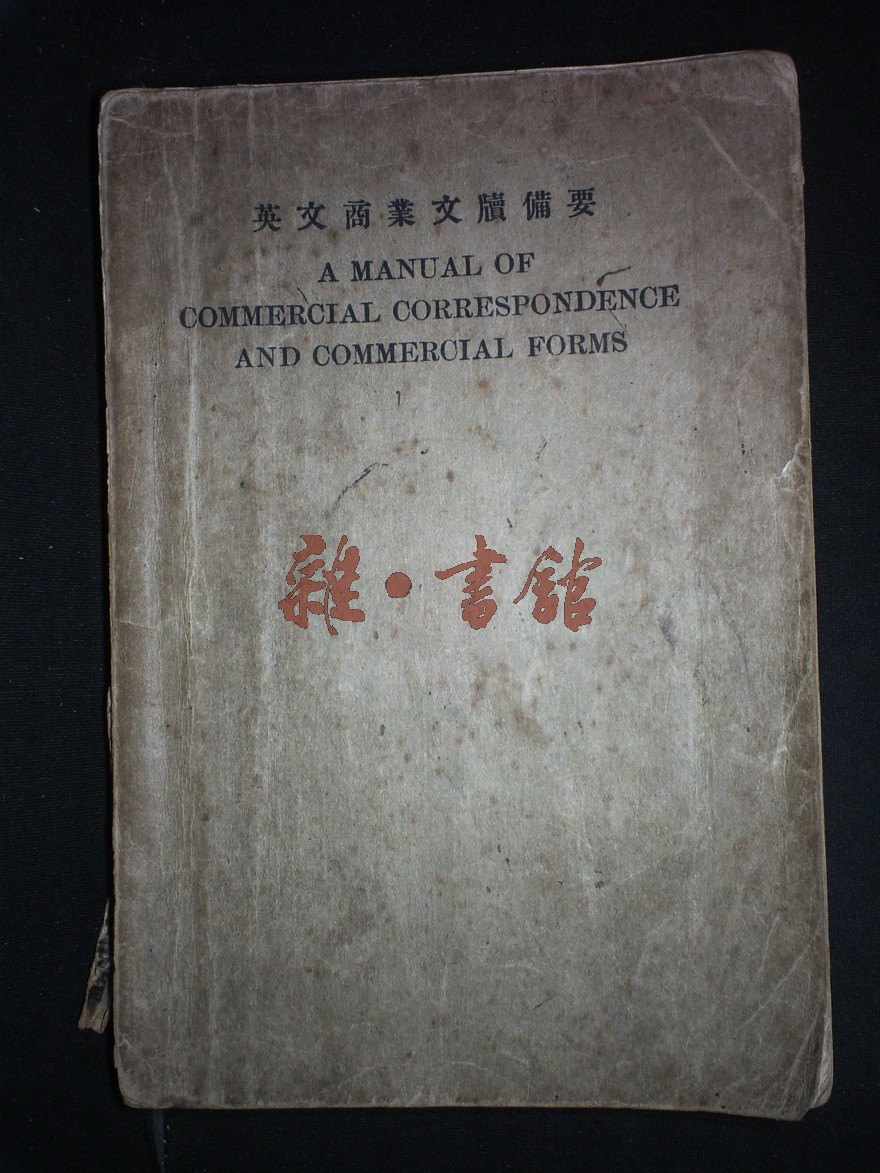 英文商業文牘備要
A MANUAL OF
COMMERCIAL CORRESPONDENCE
AND COMMERCIAL FORMS
雜·書館